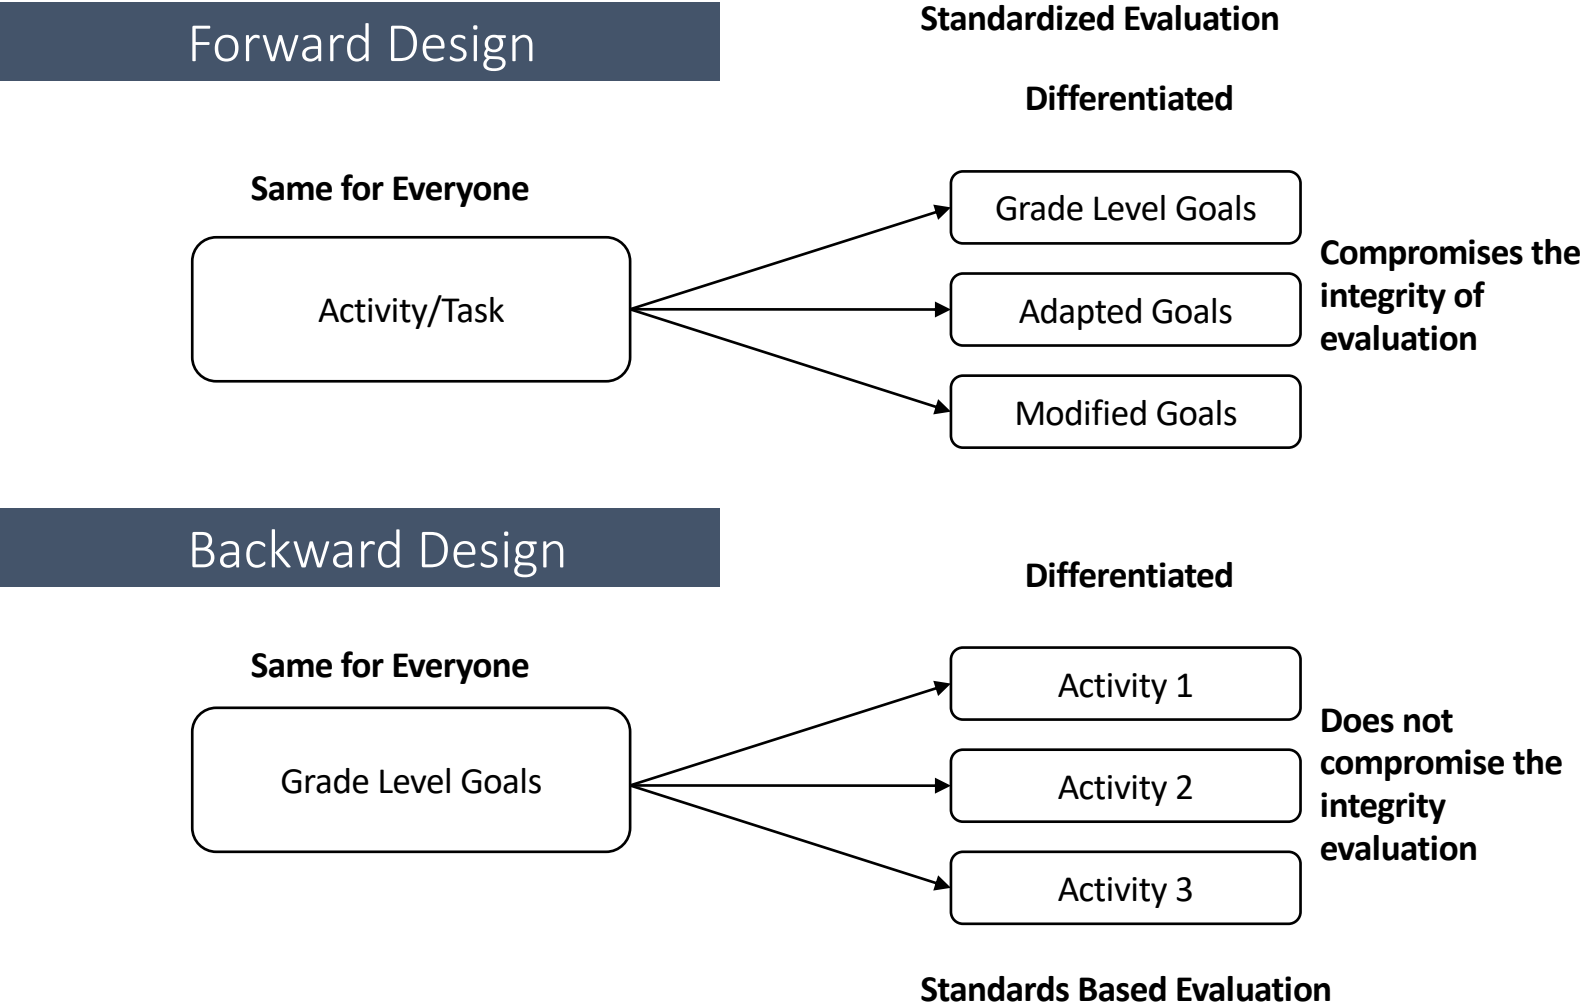 Standardized Evaluation
Forward Design
Differentiated
Same for Everyone
Activity/Task
Grade Level Goals
Adapted Goals
Modified Goals
Compromises the
integrity of
evaluation
Backward Design
Differentiated
Same for Everyone
Grade Level Goals
Activity 1
Activity 2
Activity 3
Does not
compromise the
integrity
evaluation
Standards Based Evaluation